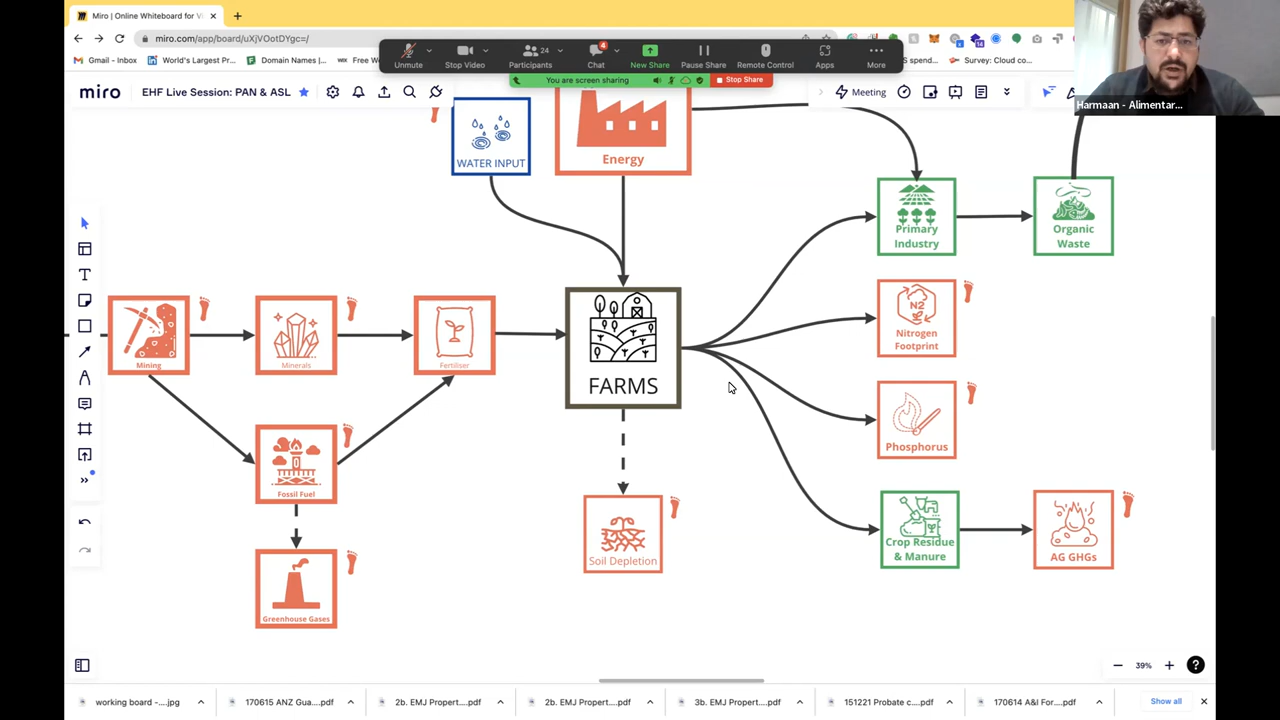 Miro | Online Whiteboard for Vi
miro.com/app/board/uXjVOotDYgc=/
Gmail - Inbox
World's Largest Pr...
Domain Names |...
Survey: Cloud co...
Unmute
Stop Video
Participants
24
Chat
4
New Share
Pause Share
Remote Control
Apps
More
You are screen sharing
Stop Share
miro
EHF Live Session: PAN & ASL
Meeting
Harmaan - Alimentar...
WATER INPUT
Energy
Primary
Industry
Organic
Waste
Mining
Minerals
Fertiliser
FARMS
N2
Nitrogen
Footprint
Phosphorus
Fossil Fuel
Soil Depletion
Crop Residue
& Manure
AG GHGs
Greenhouse Gases
39%
working board -....jpg
170615 ANZ Gua....pdf
2b. EMJ Propert....pdf
2b. EMJ Propert....pdf
3b. EMJ Propert....pdf
151221 Probate c....pdf
170614 A&I For....pdf
Show all